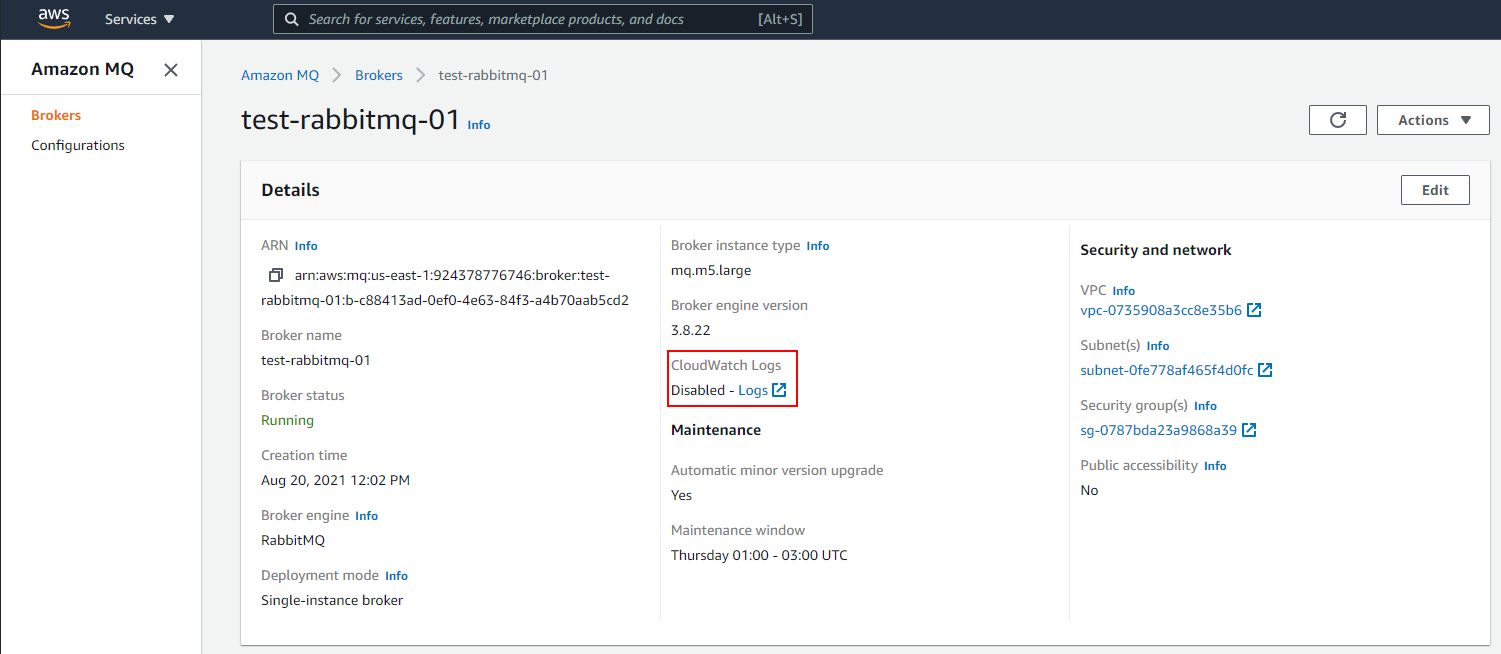 aws
Services ▼
Search for services, features, marketplace products, and docs
[Alt+S]
Amazon MQ
Brokers
Configurations
Amazon MQ > Brokers > test-rabbitmq-01
test-rabbitmq-01 Info
Actions ▼
Details
Edit
ARN Info
arn:aws:mq:us-east-1:924378776746:broker:test-
rabbitmq-01:b-c88413ad-0ef0-4e63-84f3-a4b70aab5cd2
Broker name
test-rabbitmq-01
Broker status
Running
Creation time
Aug 20, 2021 12:02 PM
Broker engine Info
RabbitMQ
Deployment mode Info
Single-instance broker
Broker instance type Info
mq.m5.large
Broker engine version
3.8.22
CloudWatch Logs
Disabled - Logs
Maintenance
Automatic minor version upgrade
Yes
Maintenance window
Thursday 01:00 - 03:00 UTC
Security and network
VPC Info
vpc-0735908a3cc8e35b6
Subnet(s) Info
subnet-0fe778af465f4d0fc
Security group(s) Info
sg-0787bda23a9868a39
Public accessibility Info
No